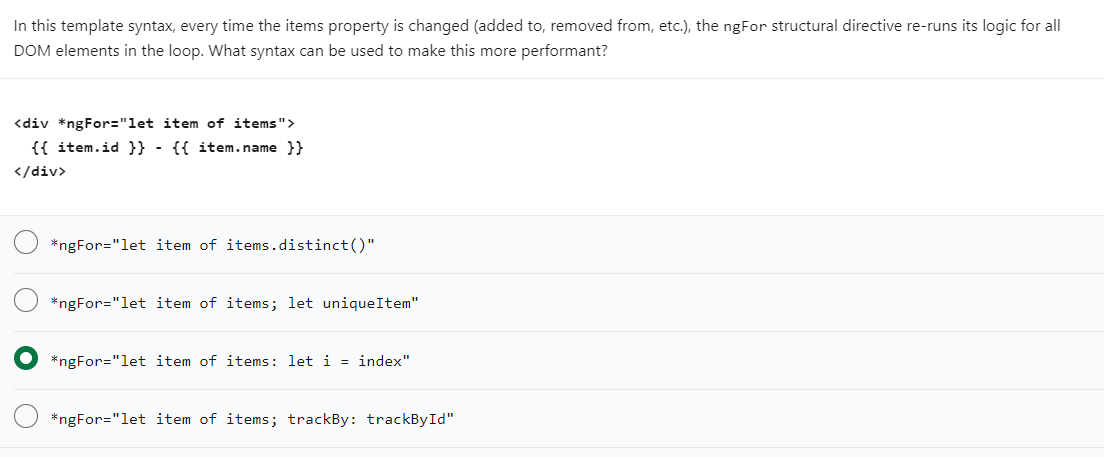 In this template syntax, every time the items property is changed (added to, removed from, etc.), the ngFor structural directive re-runs its logic for all
DOM elements in the loop. What syntax can be used to make this more performant?
<div *ngFor="let item of items">
{{ item.id }} - {{ item.name }}
</div>
*ngFor="let item of items.distinct()"
*ngFor="let item of items; let uniqueItem"
*ngFor="let item of items: let i = index"
*ngFor="let item of items; trackBy: trackById"